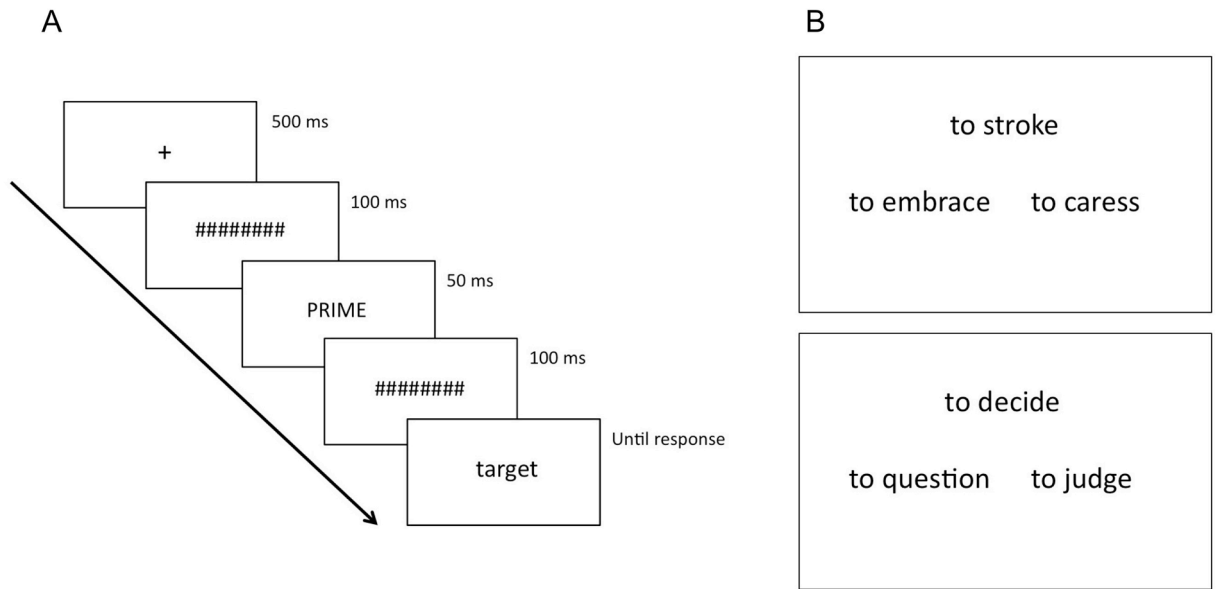 A
500 ms
+
100 ms
########
50 ms
PRIME
100 ms
########
Until response
target
B
to stroke
to embrace to caress
to decide
to question to judge